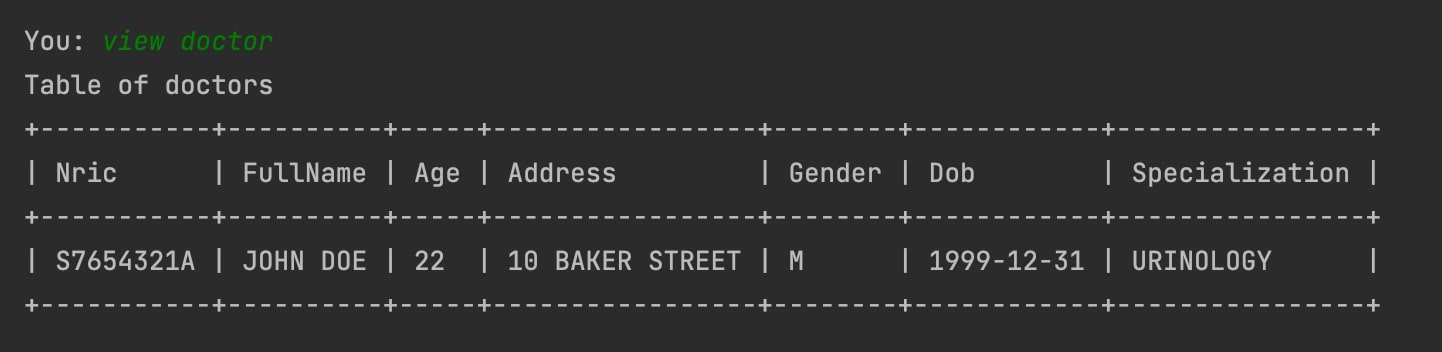 You: view doctor
Table of doctors
+-----------+----------+-----+-----------------+--------+------------+----------------+
| Nric      | FullName | Age | Address         | Gender | Dob        | Specialization |
+-----------+----------+-----+-----------------+--------+------------+----------------+
| S7654321A | JOHN DOE | 22  | 10 BAKER STREET | M      | 1999-12-31 | URINOLOGY      |
+-----------+----------+-----+-----------------+--------+------------+----------------+